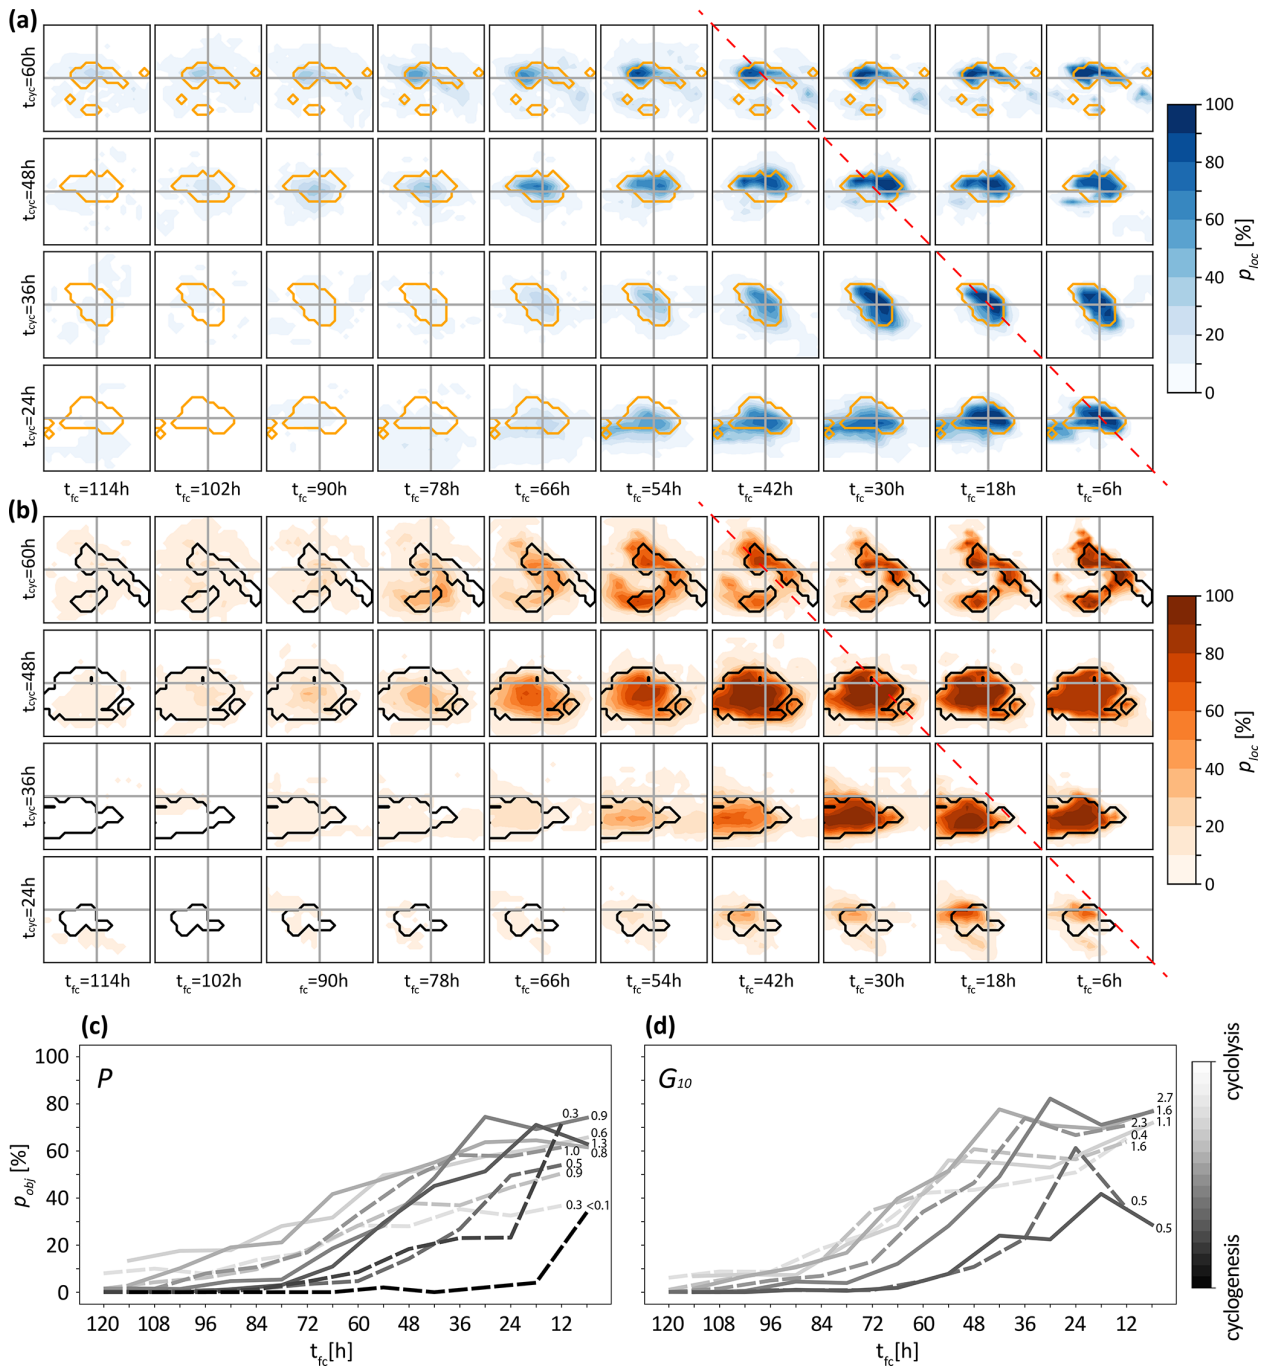 (a)
t_cyc=60h
t_cyc=48h
t_cyc=36h
t_cyc=24h
t_fc=114h t_fc=102h t_fc=90h t_fc=78h t_fc=66h t_fc=54h t_fc=42h t_fc=30h t_fc=18h t_fc=6h
100
80
60
40
20
0
p_loc [%]
(b)
t_cyc=60h
t_cyc=48h
t_cyc=36h
t_cyc=24h
t_fc=114h t_fc=102h fc=90h t_fc=78h t_fc=66h t_fc=54h t_fc=42h t_fc=30h t_fc=18h t_fc=6h
100
80
60
40
20
0
p_loc [%]
(c)
P
p_obj [%]
100
80
60
40
20
0
0.3 0.9
0.6
1.3
1.0 0.8
0.5
0.9
0.3 <0.1
120 108 96 84 72 60 48 36 24 12
t_fc[h]
(d)
G10
2.7
1.6
2.3 1.1
0.4
1.6
0.5
0.5
120 108 96 84 72 60 48 36 24 12
t_fc[h]
cyclolysis
cyclogenesis